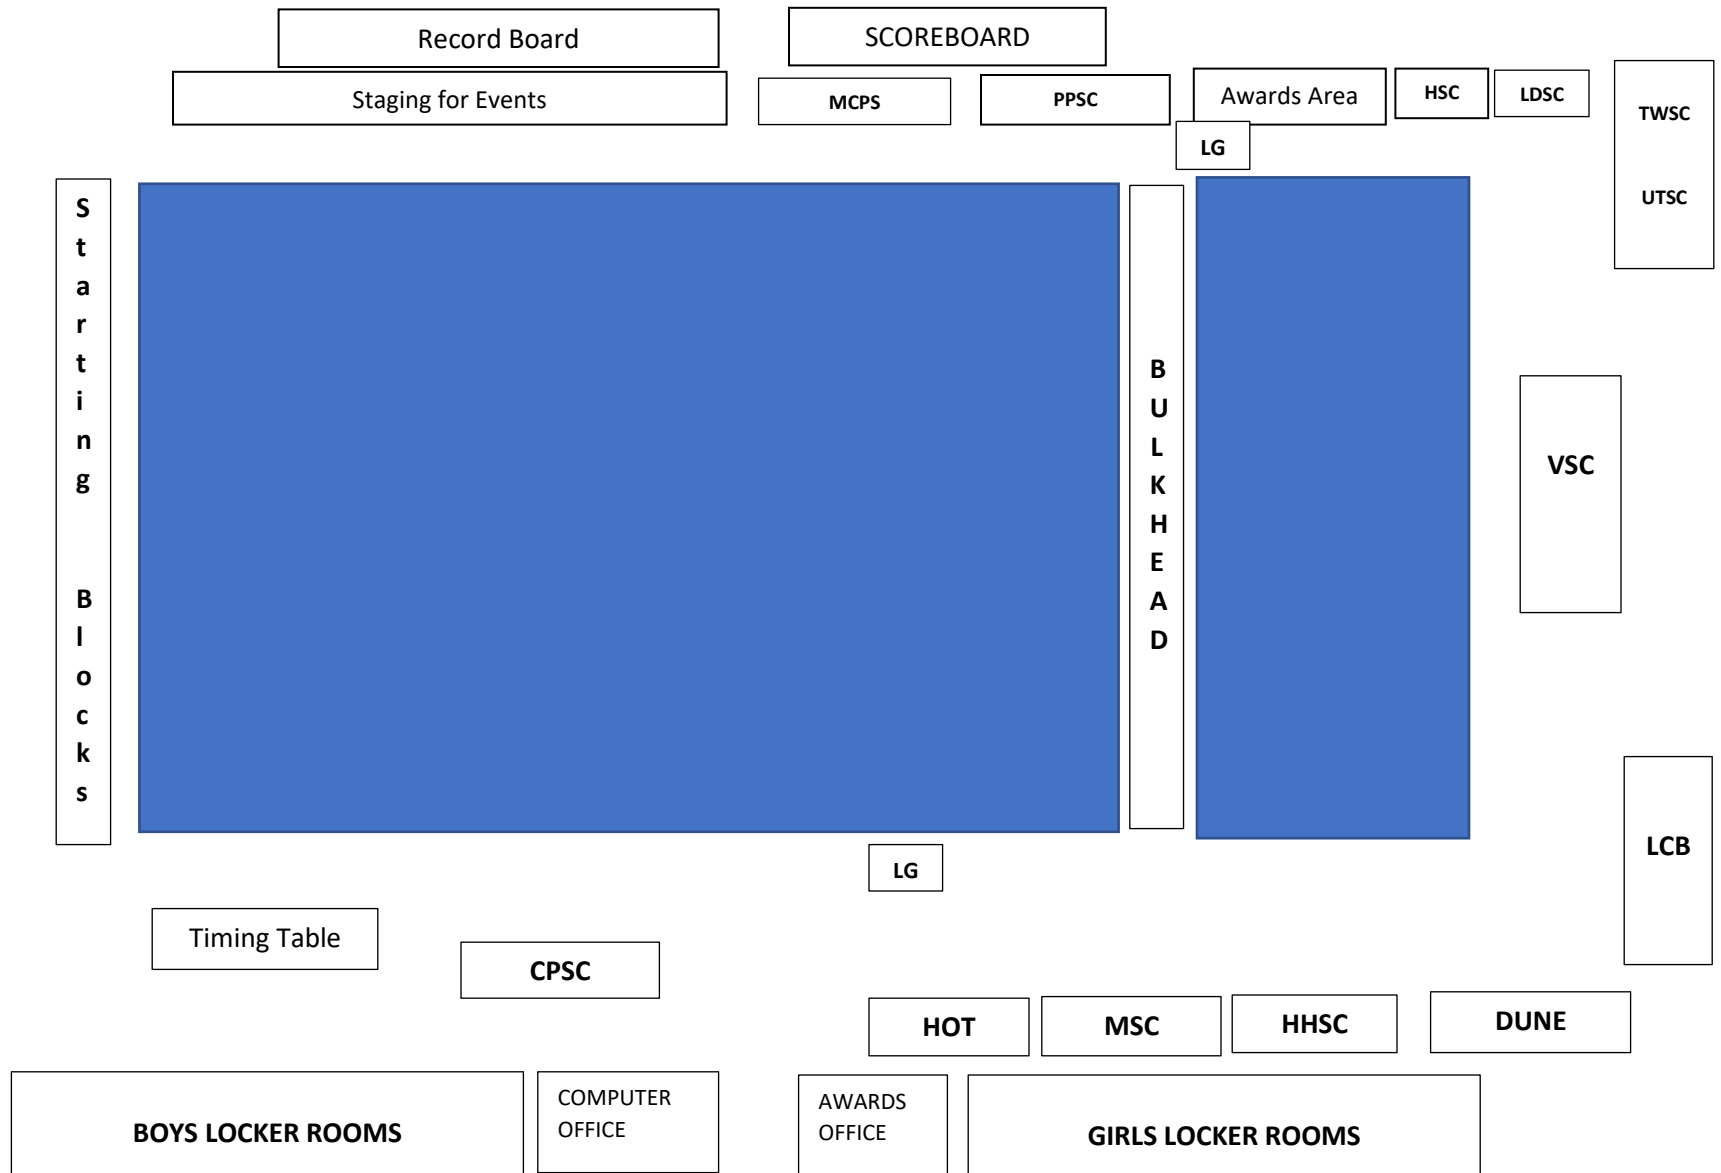 Record Board
SCOREBOARD
Staging for Events
MCPS
PPSC
Awards Area
HSC
LDSC
TWSC
UTSC
LG
Starting Blocks
BULKHEAD
VSC
LCB
LG
Timing Table
CPSC
HOT
MSC
HHSC
DUNE
BOYS LOCKER ROOMS
COMPUTER
OFFICE
AWARDS
OFFICE
GIRLS LOCKER ROOMS